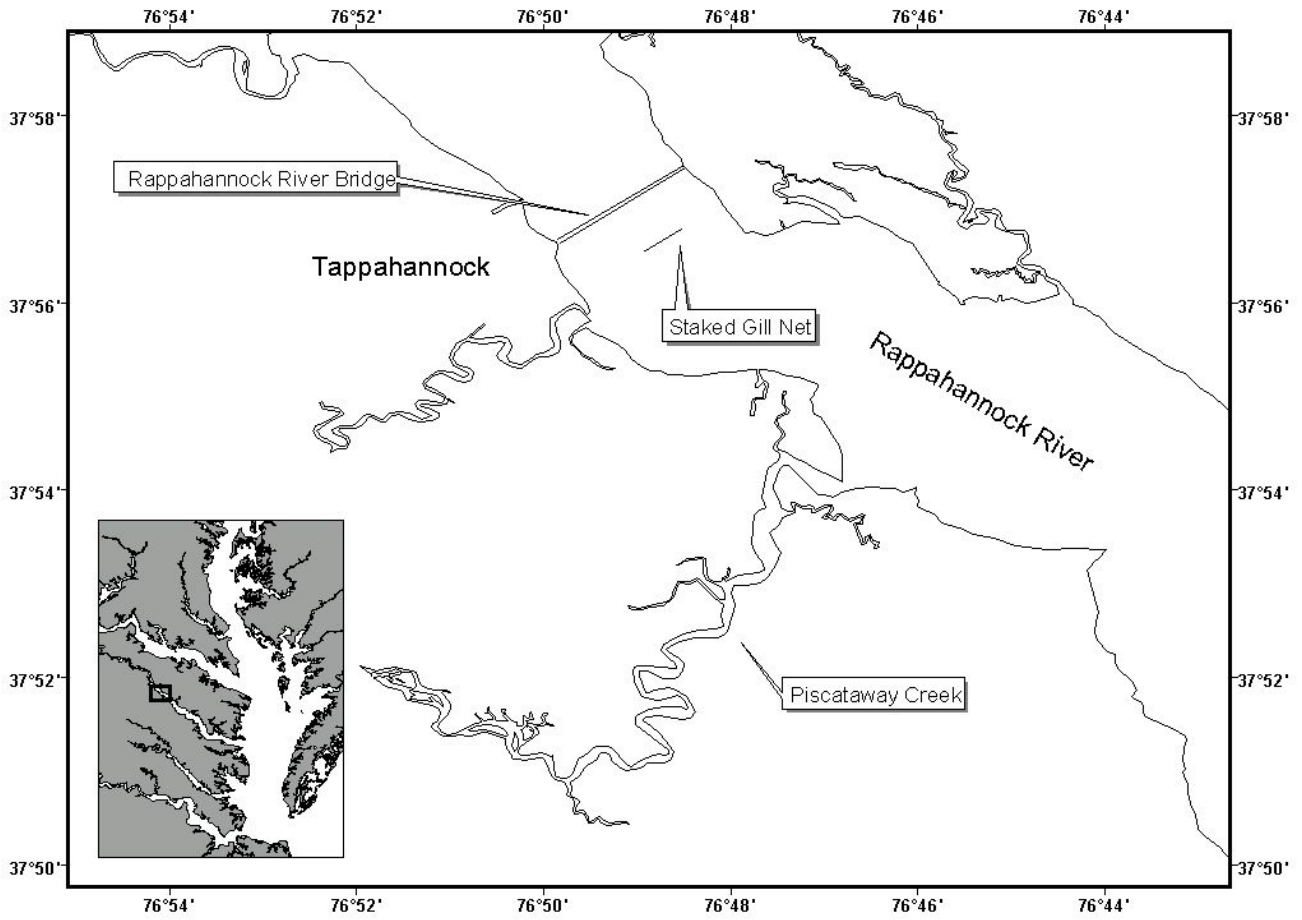 76°54' 76°52' 76°50' 76°48' 76°46' 76°44'
37°58' 37°58'
Rappahannock River Bridge
Tappahannock
37°56' 37°56'
Staked Gill Net
Rappahannock River
37°54' 37°54'
37°52' 37°52'
Piscataway Creek
37°50' 37°50'
76°54' 76°52' 76°50' 76°48' 76°46' 76°44'